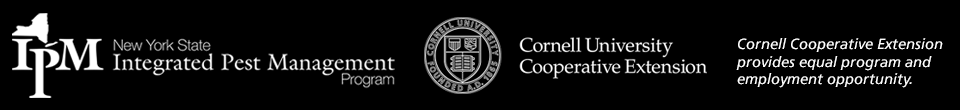 IPM
New York State
Integrated Pest Management
Program
CORNELL UNIVERSITY
FOUNDED A.D. 1865
Cornell University
Cooperative Extension
Cornell Cooperative Extension
provides equal program and
employment opportunity.